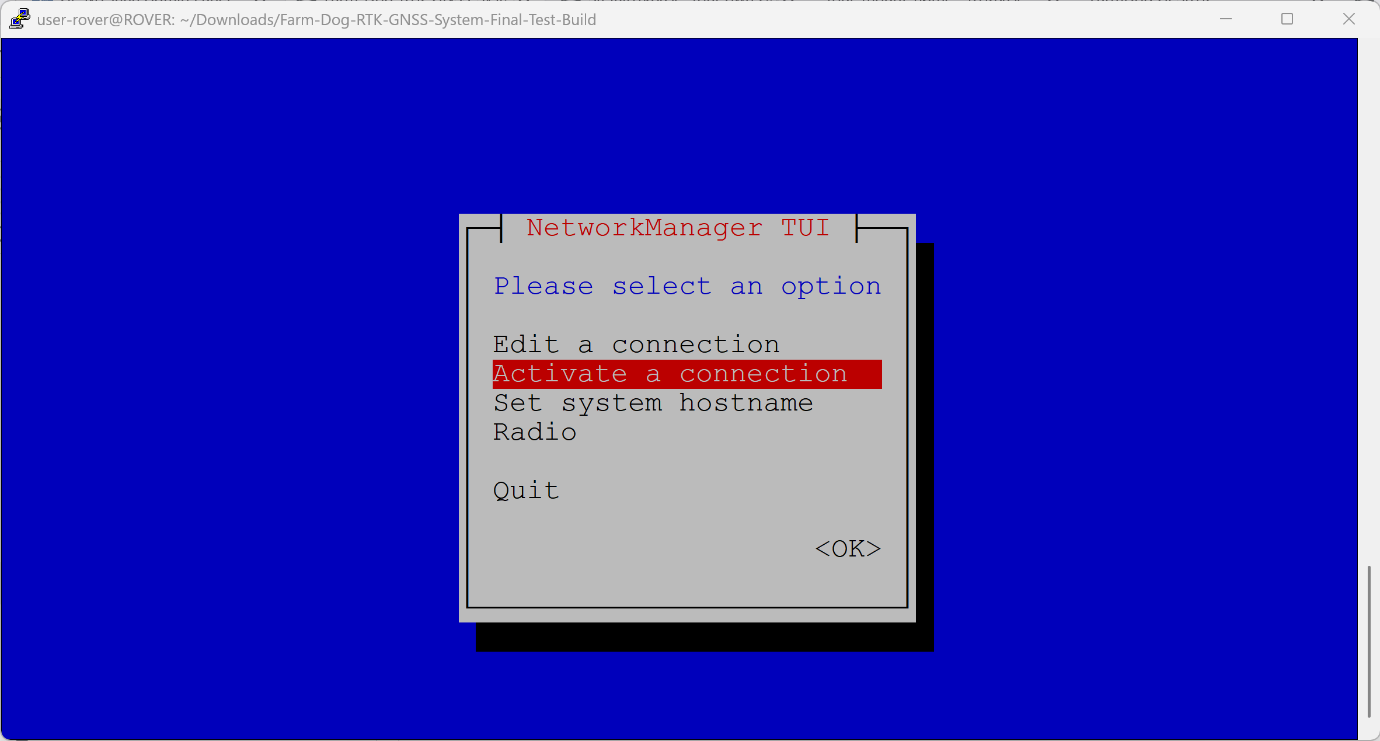 user-rover@ROVER: ~/Downloads/Farm-Dog-RTK-GNSS-System-Final-Test-Build
NetworkManager TUI
Please select an option
Edit a connection
Activate a connection
Set system hostname
Radio
Quit
<OK>